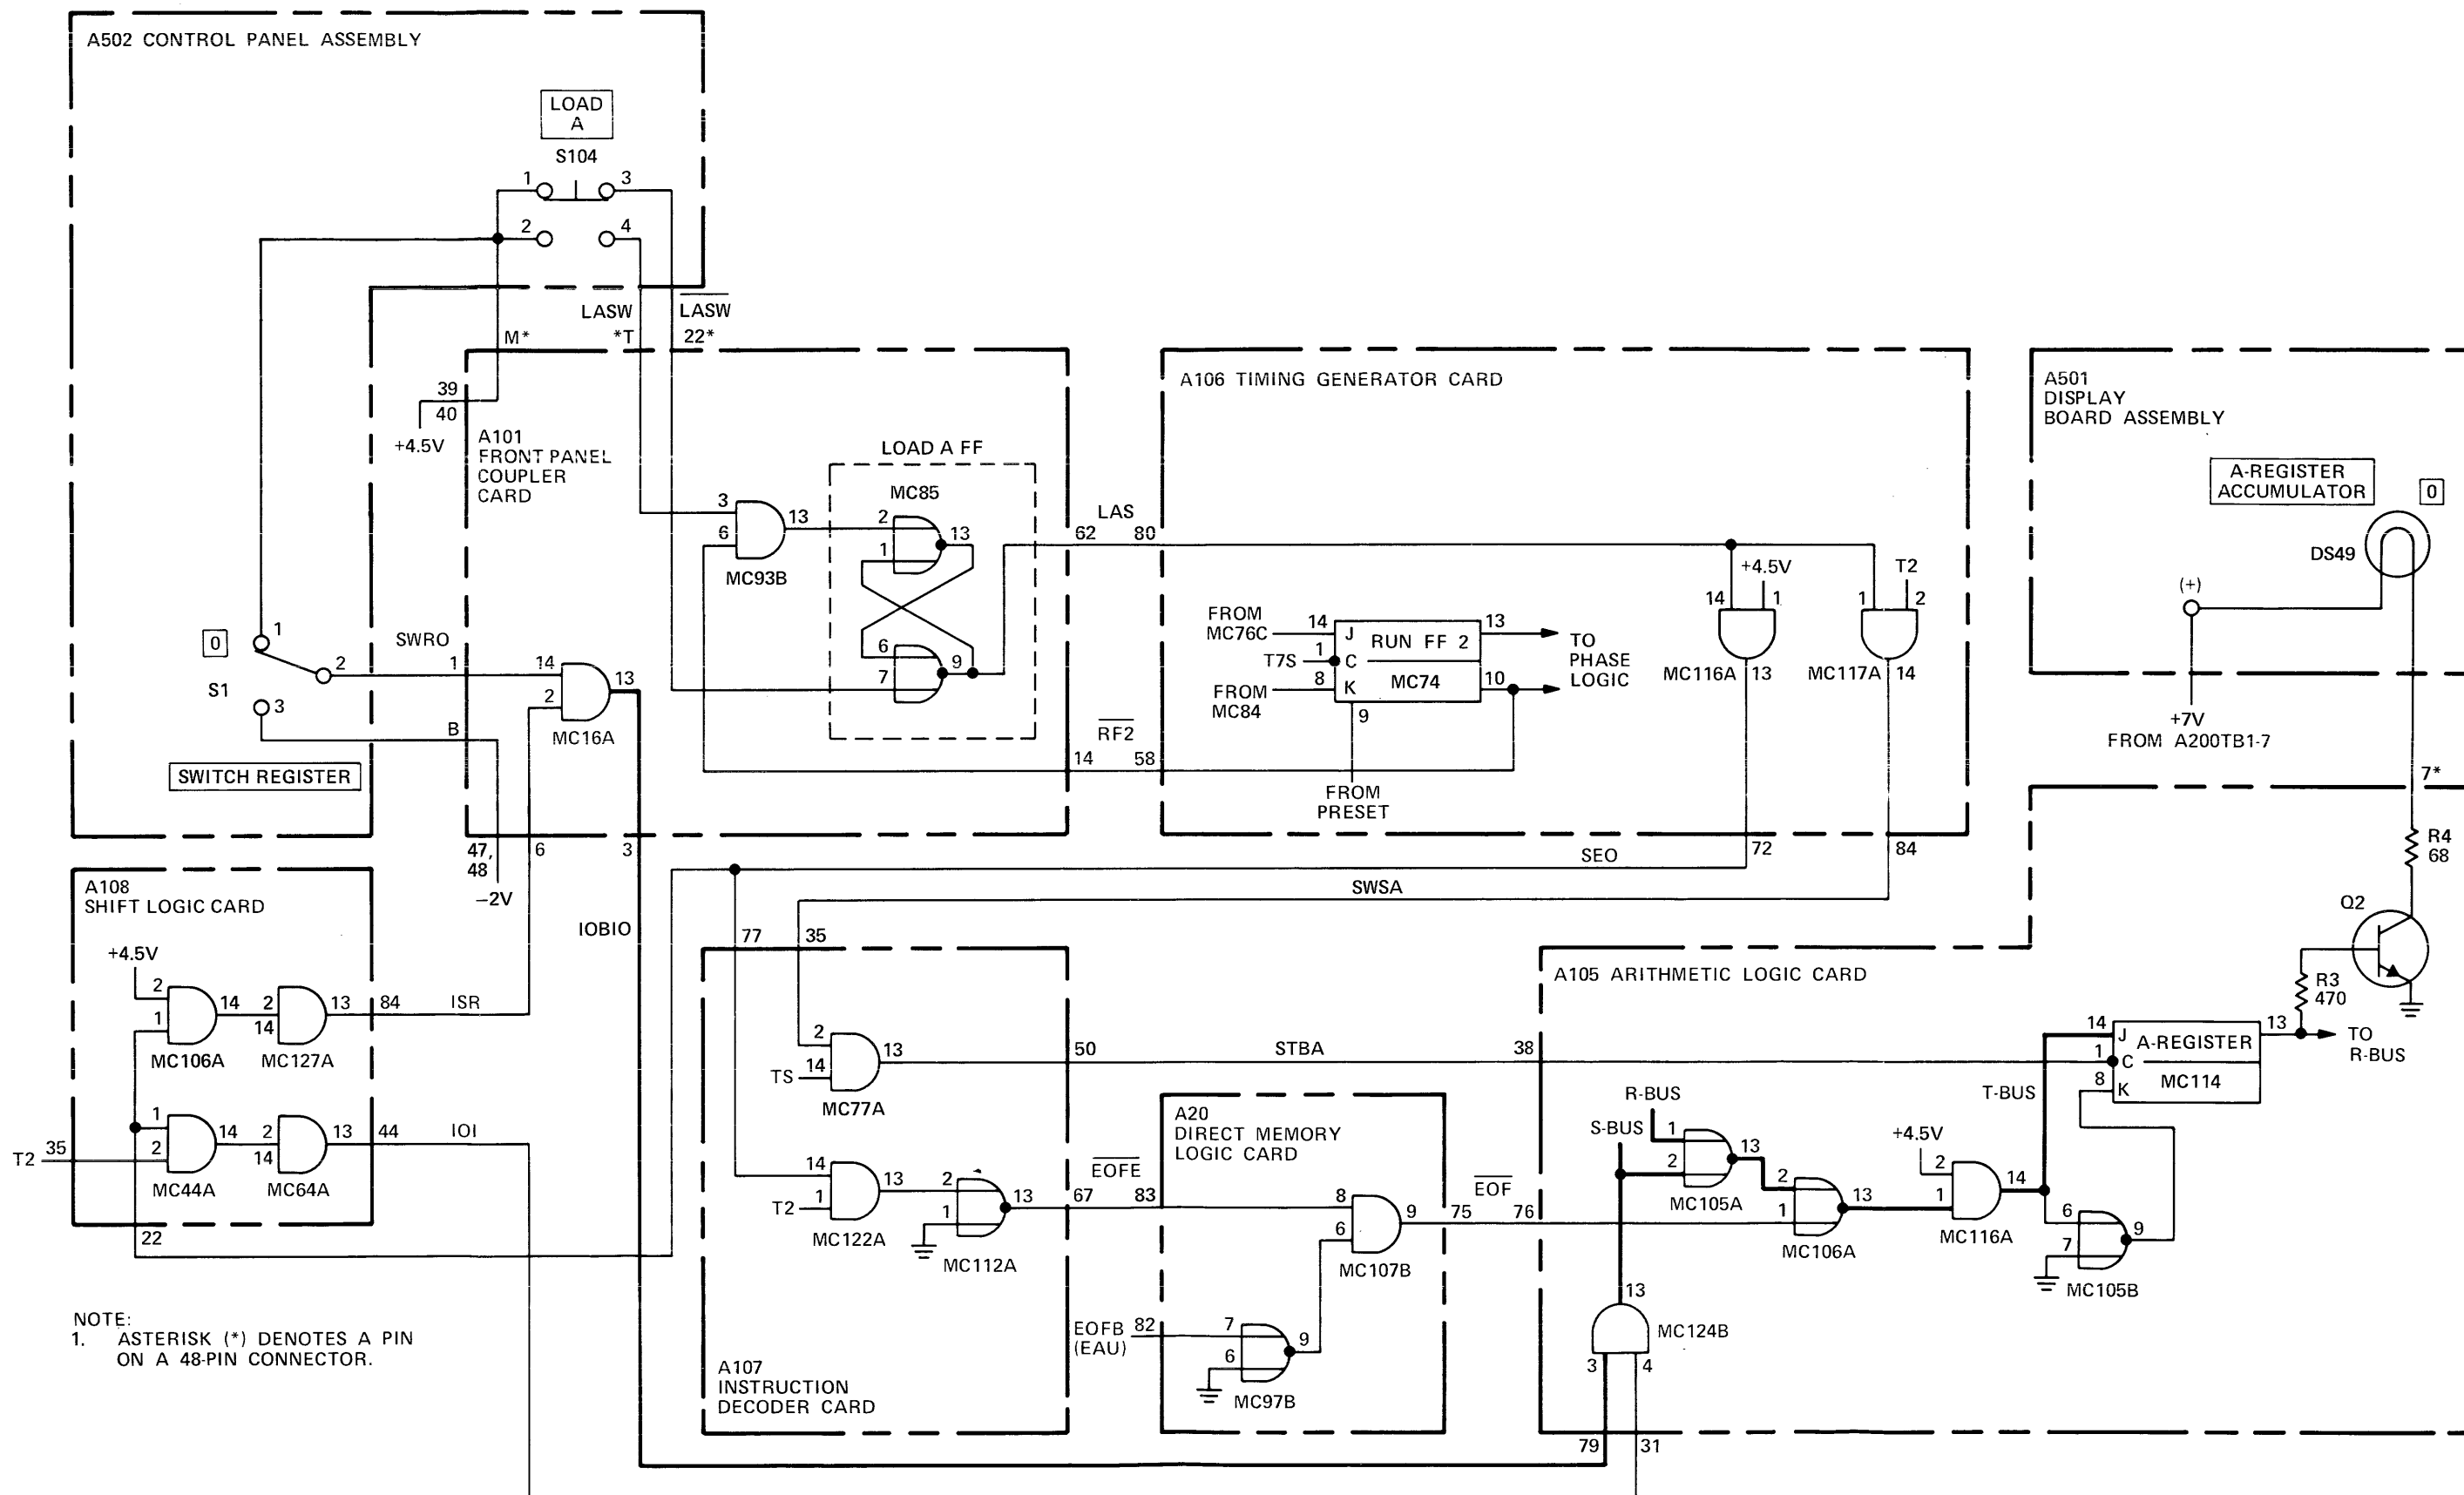 A502 CONTROL PANEL ASSEMBLY
LOAD
A
S104
1
3
2
4
LASW
LASW
M*
*T
22*
39
40
+4.5V
A101
FRONT PANEL
COUPLER
CARD
LOAD A FF
MC85
3
6
13
MC93B
2
1
13
6
7
9
0
1
2
3
S1
SWRO
1
B
14
2
13
MC16A
SWITCH REGISTER
47,
48
-2V
6
3
LAS
62
80
RF2
14
58
A106 TIMING GENERATOR CARD
FROM
MC76C
14
J
RUN FF 2
13
T7S
1
C
MC74
10
FROM
MC84
8
K
9
FROM
PRESET
TO
PHASE
LOGIC
+4.5V
14
1
MC116A
13
T2
1
2
MC117A
14
72
84
SEO
SWSA
A501
DISPLAY
BOARD ASSEMBLY
A-REGISTER
ACCUMULATOR
0
DS49
(+)
+7V
FROM A200TB1-7
7*
R4
68
Q2
R3
470
A108
SHIFT LOGIC CARD
+4.5V
2
1
14
2
14
13
84
ISR
MC106A
MC127A
1
2
14
2
14
13
44
IOI
T2
35
MC44A
MC64A
22
IOBIO
77
35
2
TS
14
13
MC77A
50
STBA
38
14
T2
1
13
MC122A
2
1
13
MC112A
67
EOFE
83
A107
INSTRUCTION
DECODER CARD
A20
DIRECT MEMORY
LOGIC CARD
8
6
9
MC107B
75
EOF
76
EOFB
(EAU)
82
7
6
9
MC97B
A105 ARITHMETIC LOGIC CARD
R-BUS
S-BUS
1
2
13
MC105A
2
1
13
MC106A
+4.5V
2
1
14
MC116A
T-BUS
14
J
A-REGISTER
13
1
C
MC114
8
K
TO
R-BUS
6
7
9
MC105B
13
MC124B
3
4
79
31
NOTE:
1. ASTERISK (*) DENOTES A PIN
ON A 48-PIN CONNECTOR.